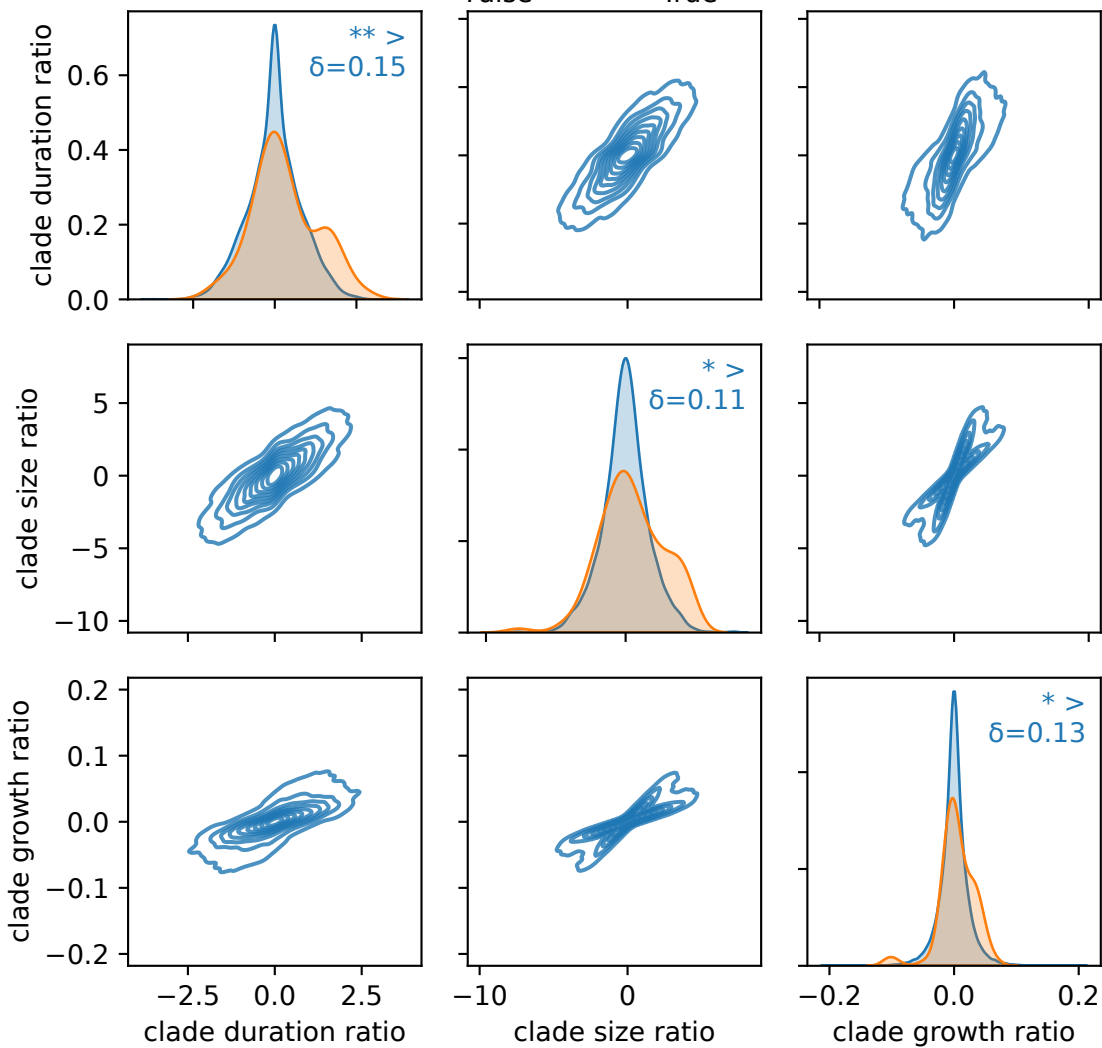 False True
clade duration ratio
0.6
0.4
0.2
0.0
** >
δ=0.15
clade size ratio
5
0
−5
−10
* >
δ=0.11
clade growth ratio
0.2
0.1
0.0
−0.1
−0.2
* >
δ=0.13
−2.5 0.0 2.5
−10 0
−0.2 0.0 0.2
clade duration ratio
clade size ratio
clade growth ratio